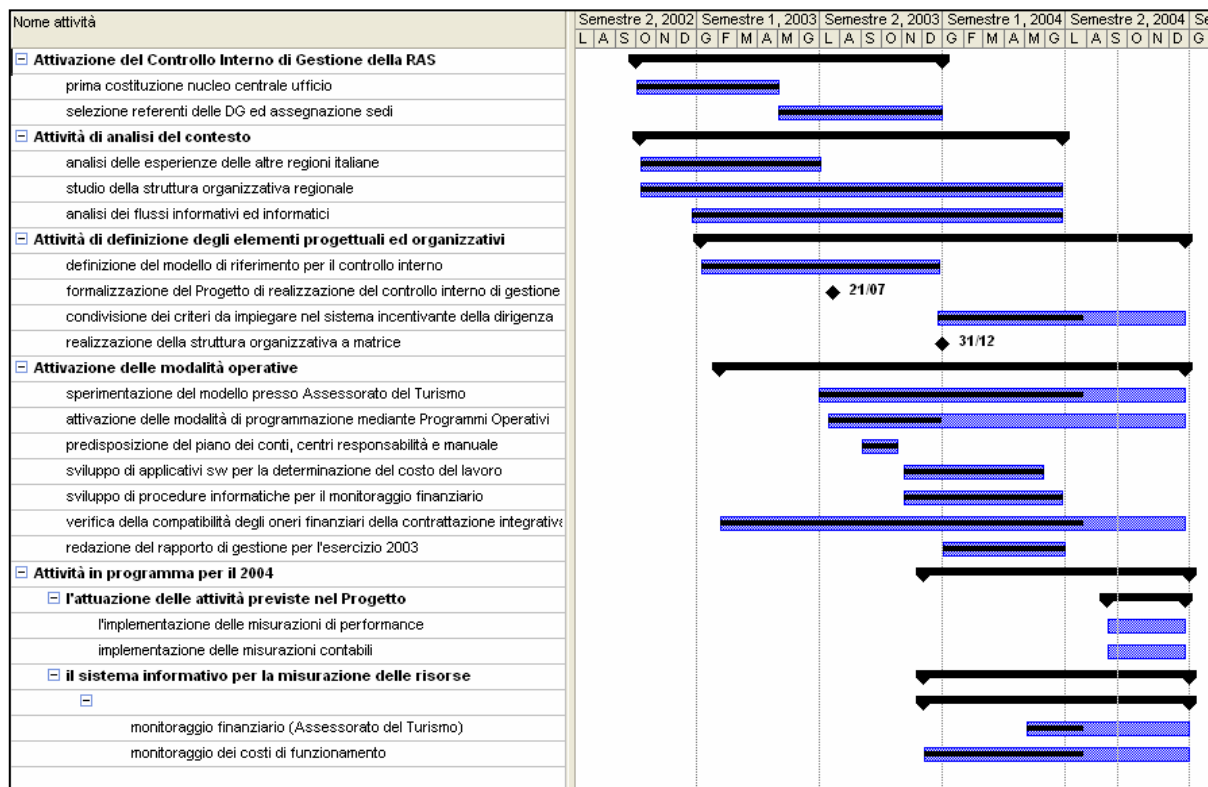 Nome attività
Semestre 2, 2002 Semestre 1, 2003 Semestre 2, 2003 Semestre 1, 2004 Semestre 2, 2004 Se
L A S O N D G F M A M G L A S O N D G F M A M G L A S O N D G
Attivazione del Controllo Interno di Gestione della RAS
prima costituzione nucleo centrale ufficio
selezione referenti delle DG ed assegnazione sedi
Attività di analisi del contesto
analisi delle esperienze delle altre regioni italiane
studio della struttura organizzativa regionale
analisi dei flussi informativi ed informatici
Attività di definizione degli elementi progettuali ed organizzativi
definizione del modello di riferimento per il controllo interno
formalizzazione del Progetto di realizzazione del controllo interno di gestione 21/07
condivisione dei criteri da impiegare nel sistema incentivante della dirigenza
realizzazione della struttura organizzativa a matrice 31/12
Attivazione delle modalità operative
sperimentazione del modello presso Assessorato del Turismo
attivazione delle modalità di programmazione mediante Programmi Operativi
predisposizione del piano dei conti, centri responsabilità e manuale
sviluppo di applicativi sw per la determinazione del costo del lavoro
sviluppo di procedure informatiche per il monitoraggio finanziario
verifica della compatibilità degli oneri finanziari della contrattazione integrativa
redazione del rapporto di gestione per l'esercizio 2003
Attività in programma per il 2004
l'attuazione delle attività previste nel Progetto
l'implementazione delle misurazioni di performance
implementazione delle misurazioni contabili
il sistema informativo per la misurazione delle risorse
monitoraggio finanziario (Assessorato del Turismo)
monitoraggio dei costi di funzionamento